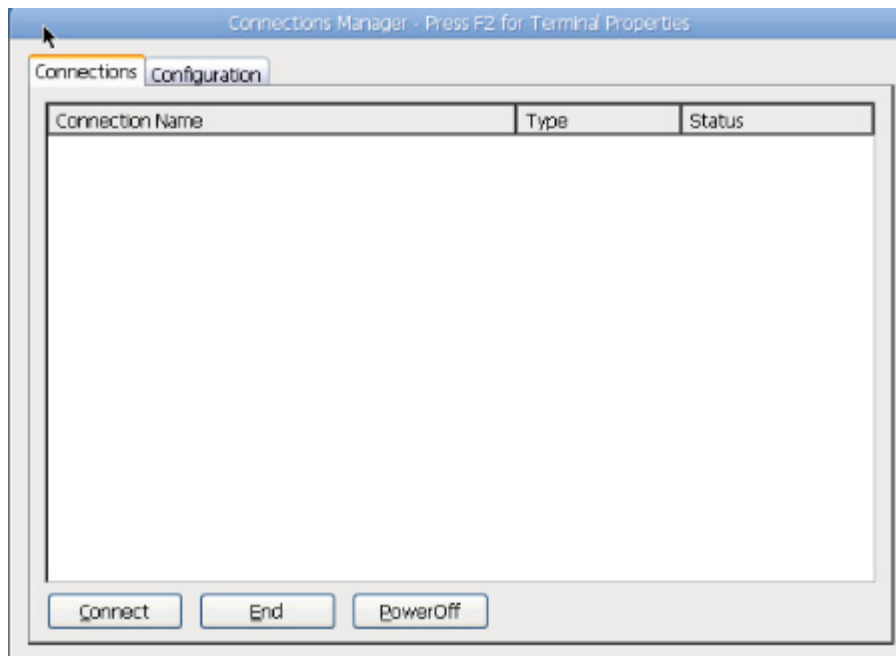 Connections Manager - Press F2 for Terminal Properties
Connections Configuration
Connection Name Type Status
Connect End PowerOff